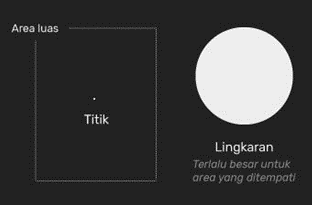 Area luas
Titik
Lingkaran
Terlalu besar untuk
area yang ditempati